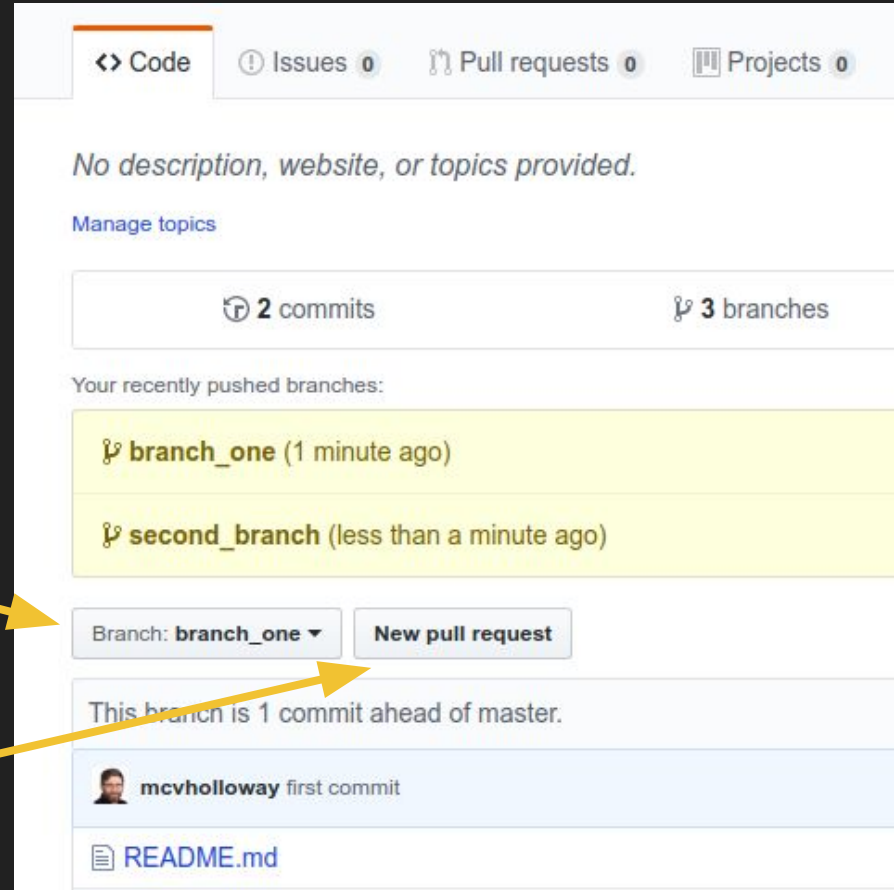 <> Code Issues 0 Pull requests 0 Projects 0
No description, website, or topics provided.
Manage topics
2 commits 3 branches
Your recently pushed branches:
branch_one (1 minute ago)
second_branch (less than a minute ago)
Branch: branch_one New pull request
This branch is 1 commit ahead of master.
mcvholloway first commit
README.md